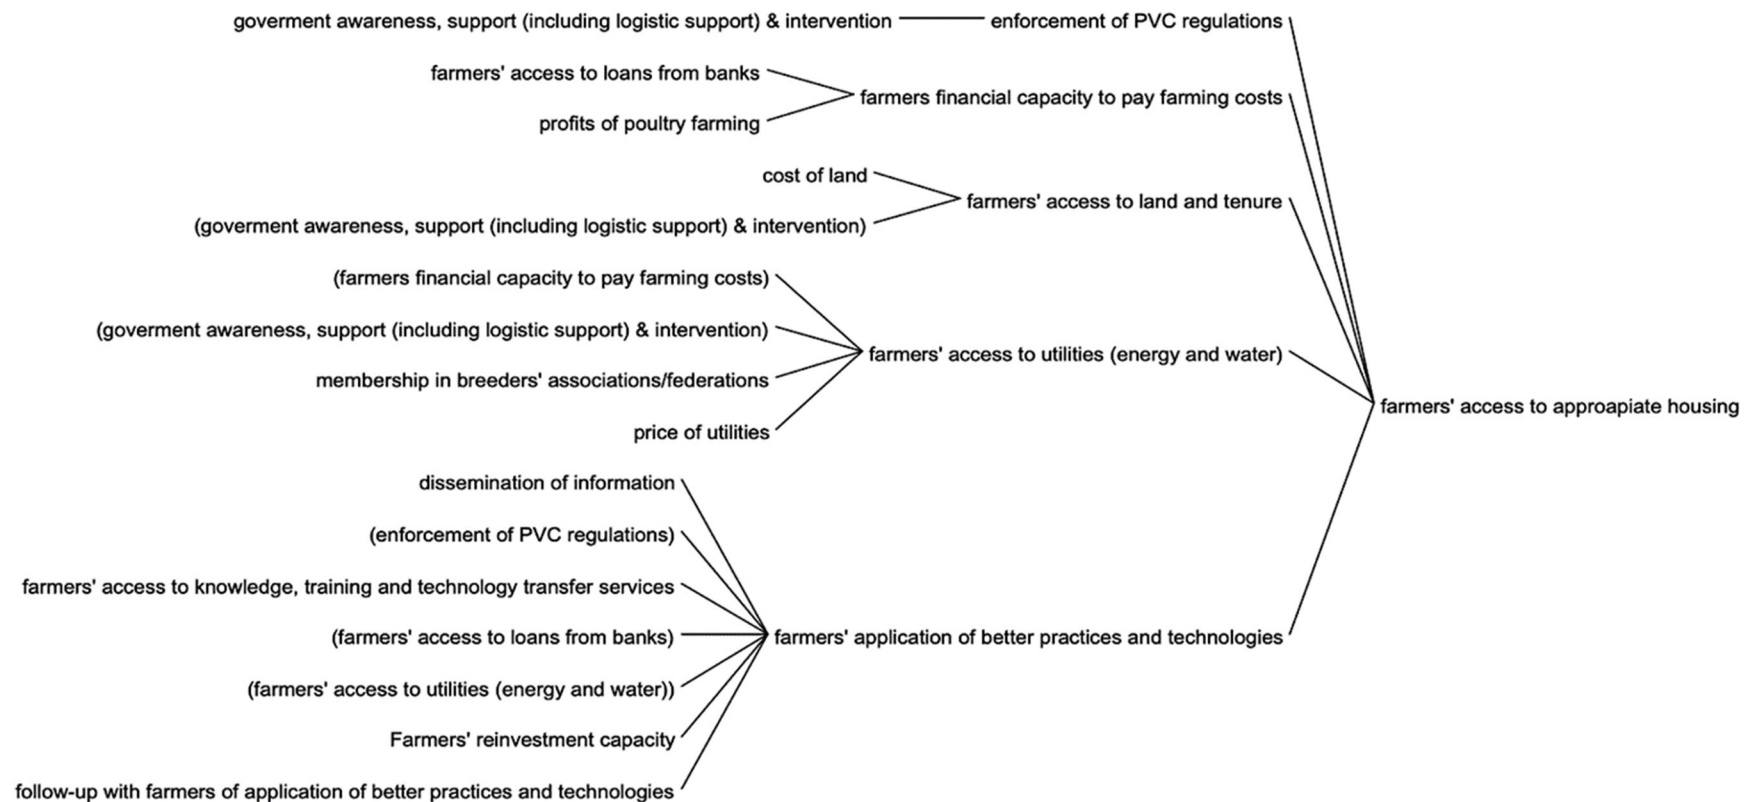 goverment awareness, support (including logistic support) & intervention
enforcement of PVC regulations
farmers' access to loans from banks
farmers financial capacity to pay farming costs
profits of poultry farming
cost of land
farmers' access to land and tenure
(goverment awareness, support (including logistic support) & intervention)
(farmers financial capacity to pay farming costs)
(goverment awareness, support (including logistic support) & intervention)
farmers' access to utilities (energy and water)
membership in breeders' associations/federations
farmers' access to approapiate housing
price of utilities
dissemination of information
(enforcement of PVC regulations)
farmers' access to knowledge, training and technology transfer services
(farmers' access to loans from banks)
farmers' application of better practices and technologies
(farmers' access to utilities (energy and water))
Farmers' reinvestment capacity
follow-up with farmers of application of better practices and technologies